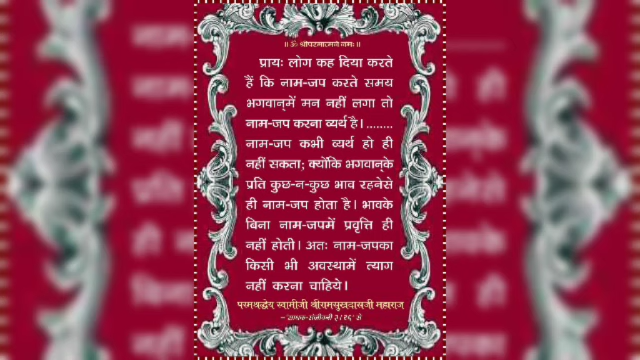 ॥ ॐ श्रीपरमात्मने नमः ॥
प्रायः लोग कह दिया करते
हैं कि नाम-जप करते समय
भगवान्‌में मन नहीं लगा तो
नाम-जप करना व्यर्थ है। ........
नाम-जप कभी व्यर्थ हो ही
नहीं सकता; क्योंकि भगवान्‌के
प्रति कुछ-न-कुछ भाव रहनेसे
ही नाम-जप होता है। भावके
बिना नाम-जपमें प्रवृत्ति ही
नहीं होती। अतः नाम-जपका
किसी भी अवस्थामें त्याग
नहीं करना चाहिये।
परमश्रद्धेय स्वामीजी श्रीरामसुखदासजी महाराज
– 'साधक-संजीवनी से